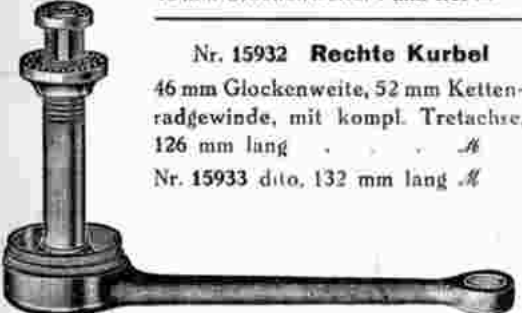 Nr. 15932 Rechte Kurbel
46 mm Glockenweite, 52 mm Ketten-
radgewinde, mit kompl. Tretachse,
126 mm lang . . . ℳ
Nr. 15933 dito, 132 mm lang ℳ